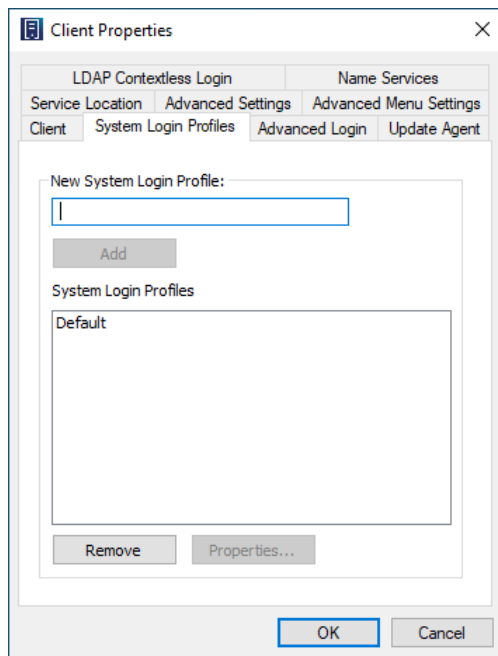 Client Properties
LDAP Contextless Login
Name Services
Service Location
Advanced Settings
Advanced Menu Settings
Client
System Login Profiles
Advanced Login
Update Agent
New System Login Profile:
Add
System Login Profiles
Default
Remove
Properties...
OK
Cancel